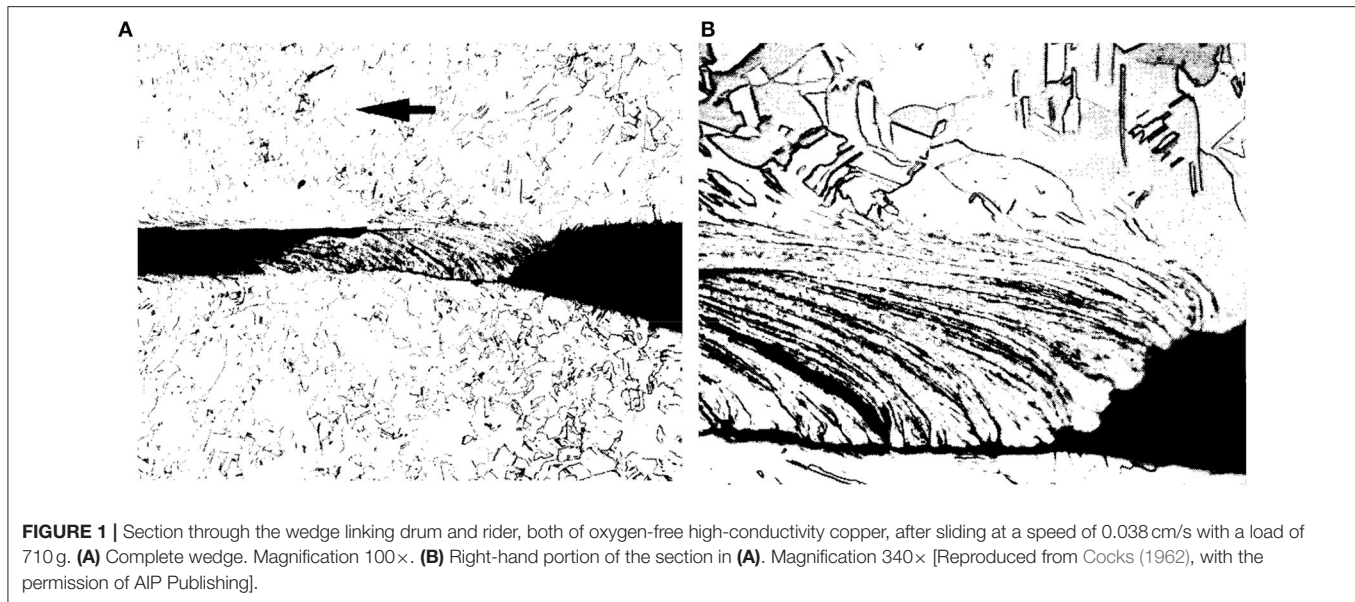 A
B
FIGURE 1 | Section through the wedge linking drum and rider, both of oxygen-free high-conductivity copper, after sliding at a speed of 0.038 cm/s with a load of
710 g. (A) Complete wedge. Magnification 100×. (B) Right-hand portion of the section in (A). Magnification 340× [Reproduced from Cocks (1962), with the
permission of AIP Publishing].